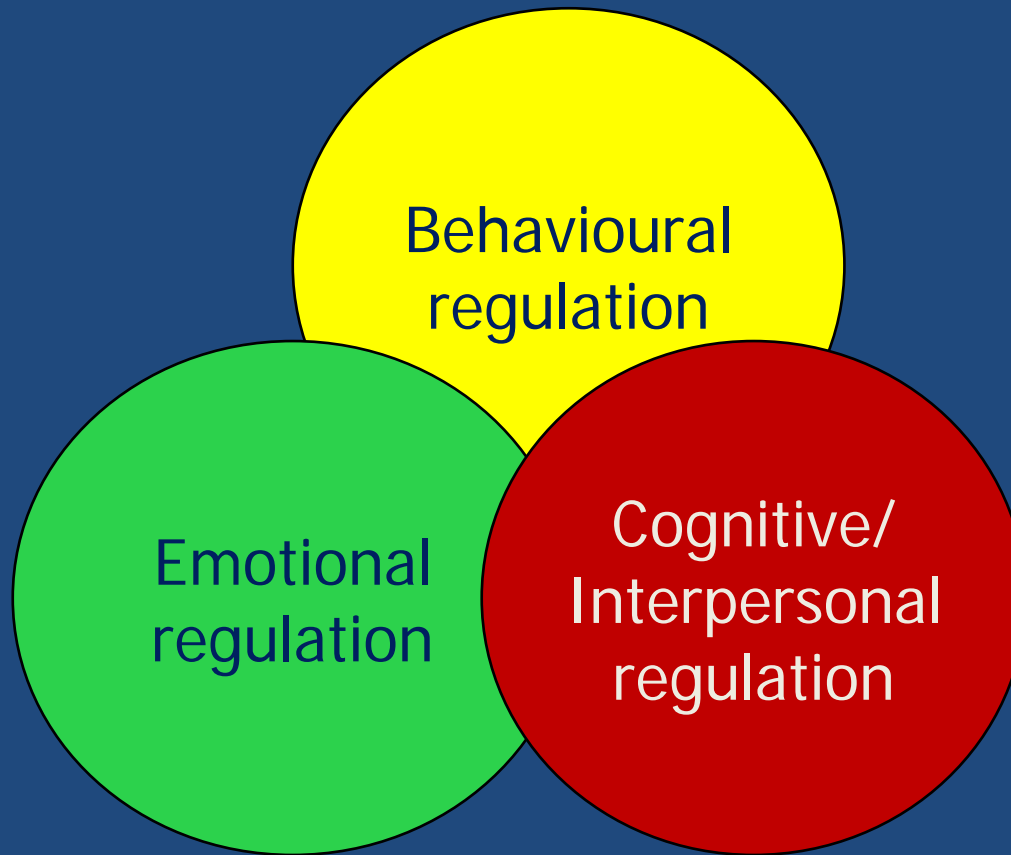 Behavioural
regulation
Emotional
regulation
Cognitive/
Interpersonal
regulation